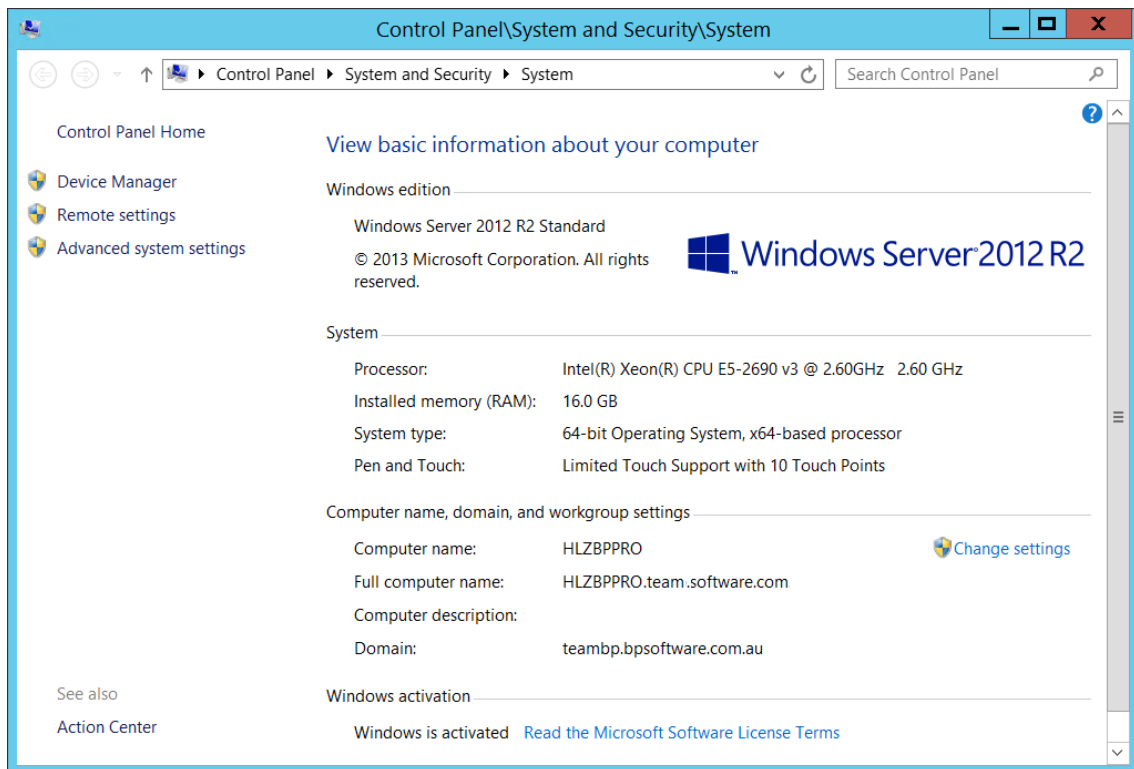 Control Panel\System and Security\System
Control Panel System and Security System
Search Control Panel
Control Panel Home
Device Manager
Remote settings
Advanced system settings
View basic information about your computer
Windows edition
Windows Server 2012 R2 Standard
© 2013 Microsoft Corporation. All rights
reserved.
Windows Server 2012 R2
System
Processor: Intel(R) Xeon(R) CPU E5-2690 v3 @ 2.60GHz 2.60 GHz
Installed memory (RAM): 16.0 GB
System type: 64-bit Operating System, x64-based processor
Pen and Touch: Limited Touch Support with 10 Touch Points
Computer name, domain, and workgroup settings
Computer name: HLZBPPRO
Change settings
Full computer name: HLZBPPRO.team.software.com
Computer description:
Domain: teambp.bpsoftware.com.au
Windows activation
Windows is activated Read the Microsoft Software License Terms
See also
Action Center